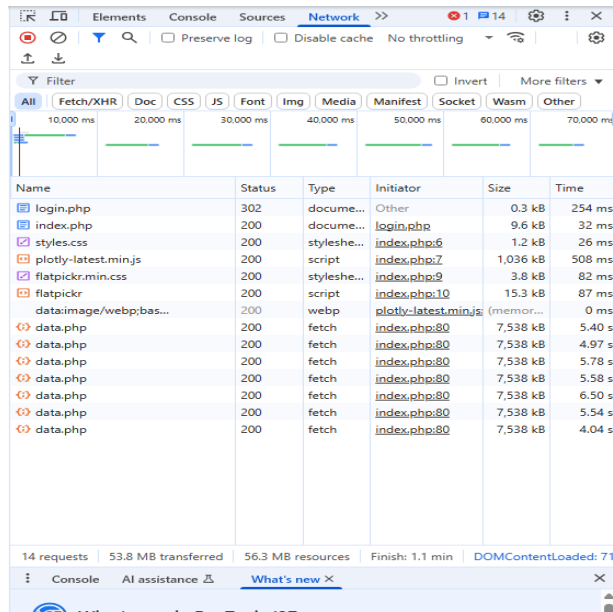 Elements Console Sources Network >> 1 14
Preserve log Disable cache No throttling
Filter Invert More filters
All Fetch/XHR Doc CSS JS Font Img Media Manifest Socket Wasm Other
10,000 ms 20,000 ms 30,000 ms 40,000 ms 50,000 ms 60,000 ms 70,000 ms
Name Status Type Initiator Size Time
login.php 302 docume... Other 0.3 kB 254 ms
index.php 200 docume... login.php 9.6 kB 32 ms
styles.css 200 styleshe... index.php:6 1.2 kB 26 ms
plotly-latest.min.js 200 script index.php:7 1,036 kB 508 ms
flatpickr.min.css 200 styleshe... index.php:9 3.8 kB 82 ms
flatpickr 200 script index.php:10 15.3 kB 87 ms
data:image/webp;bas... 200 webp plotly-latest.min.js: (memor... 0 ms
data.php 200 fetch index.php:80 7,538 kB 5.40 s
data.php 200 fetch index.php:80 7,538 kB 4.97 s
data.php 200 fetch index.php:80 7,538 kB 5.78 s
data.php 200 fetch index.php:80 7,538 kB 5.58 s
data.php 200 fetch index.php:80 7,538 kB 6.50 s
data.php 200 fetch index.php:80 7,538 kB 5.54 s
data.php 200 fetch index.php:80 7,538 kB 4.04 s
14 requests 53.8 MB transferred 56.3 MB resources Finish: 1.1 min DOMContentLoaded: 71
Console AI assistance What's new